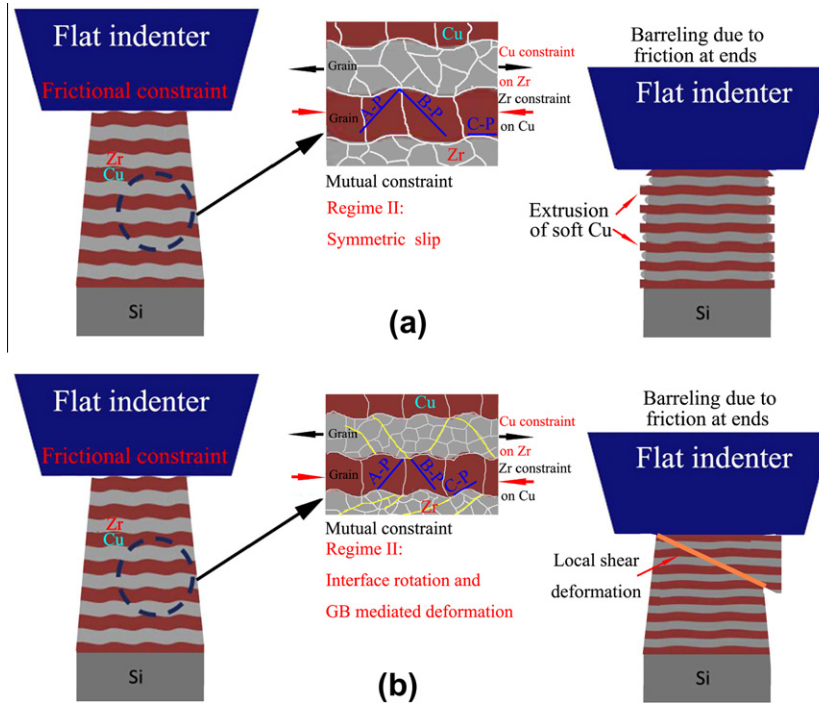 Flat indenter
Frictional constraint
Zr
Cu
Si
Cu
Grain
A-P
B-P
Grain
C-P
Zr
Cu constraint
on Zr
Zr constraint
on Cu
Mutual constraint
Regime II:
Symmetric slip
Barreling due to
friction at ends
Flat indenter
Extrusion
of soft Cu
Si
(a)
Flat indenter
Frictional constraint
Zr
Cu
Si
Cu
Grain
A-P
B-P
Grain
C-P
Zr
Cu constraint
on Zr
Zr constraint
on Cu
Mutual constraint
Regime II:
Interface rotation and
GB mediated deformation
Barreling due to
friction at ends
Flat indenter
Local shear
deformation
Si
(b)